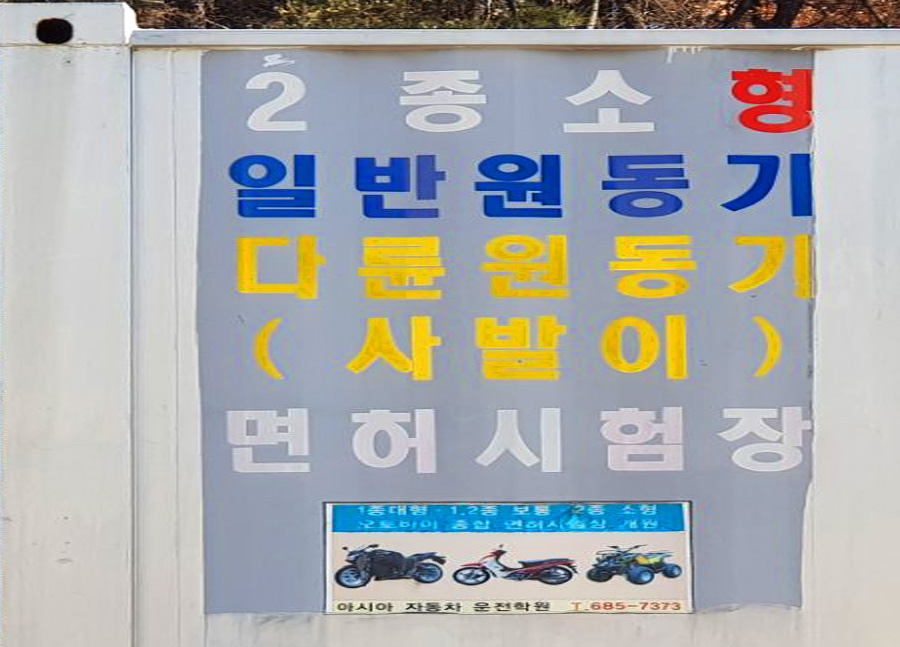 2종소형
일반원동기
다륜원동기
(사발이)
면허시험장
1종대형·1,2종 보통·2종 소형
오토바이 종합 면허시험장 개원
아시아 자동차 운전학원 T.685-7373